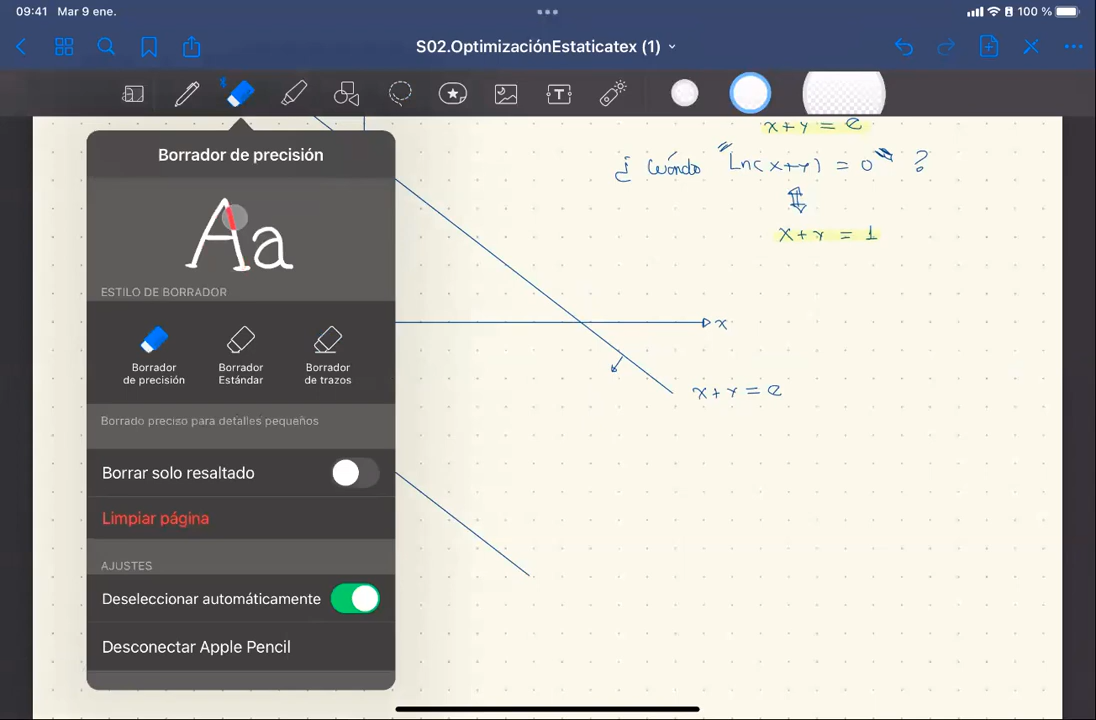 09:41 Mar 9 ene.
100 %
S02.OptimizaciónEstaticatex (1)
Borrador de precisión
Aa
ESTILO DE BORRADOR
Borrador de precisión
Borrador Estándar
Borrador de trazos
Borrado preciso para detalles pequeños
Borrar solo resaltado
Limpiar página
AJUSTES
Deseleccionar automáticamente
Desconectar Apple Pencil
x+y = e
¿ Cuándo "Ln(x+y) = 0" ?
⇕
x+y = 1
x
x+y = e